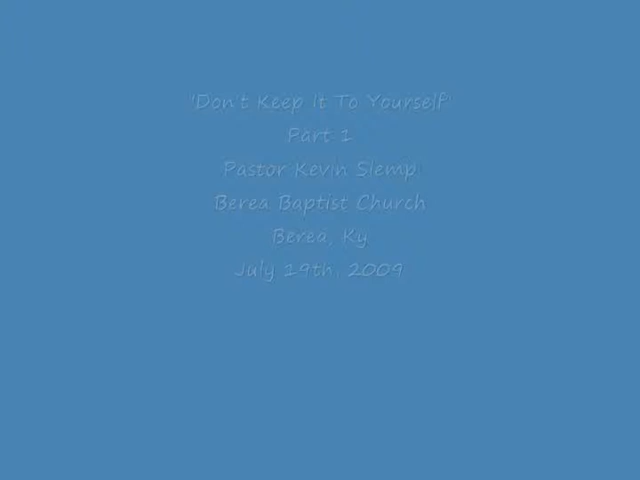 'Don't Keep It To Yourself'
Part 1
Pastor Kevin Slemp
Berea Baptist Church
Berea, Ky
July 19th, 2009